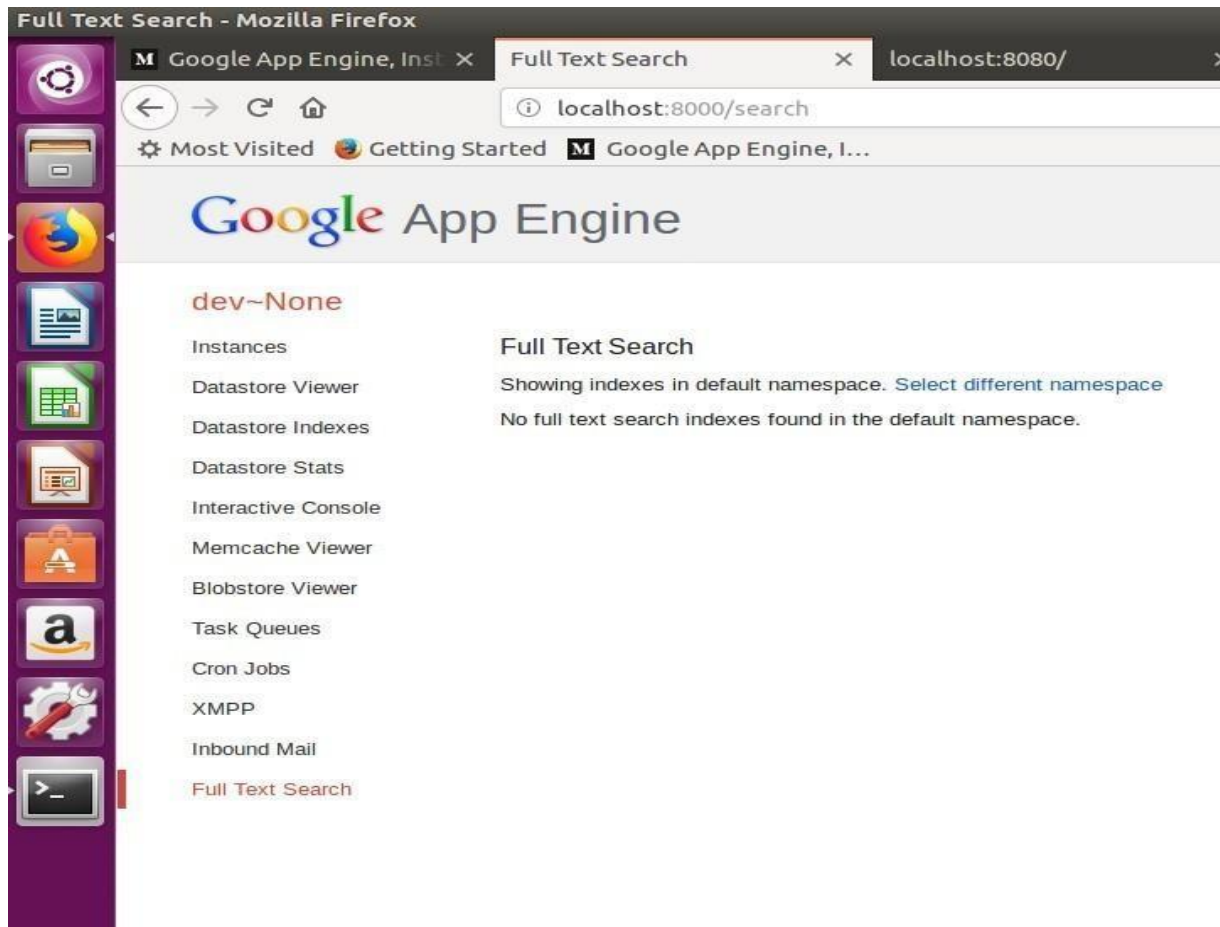 Full Text Search - Mozilla Firefox
M Google App Engine, Inst × Full Text Search × localhost:8080/
localhost:8000/search
Most Visited Getting Started M Google App Engine, I...
Google App Engine
dev~None
Instances
Datastore Viewer
Datastore Indexes
Datastore Stats
Interactive Console
Memcache Viewer
Blobstore Viewer
Task Queues
Cron Jobs
XMPP
Inbound Mail
Full Text Search
Full Text Search
Showing indexes in default namespace. Select different namespace
No full text search indexes found in the default namespace.
A
a
>_